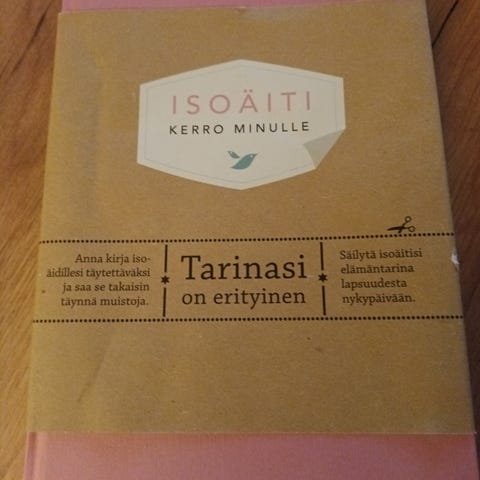 ISOÄITI
KERRO MINULLE
Anna kirja iso-
äidillesi täytettäväksi
ja saa se takaisin
täynnä muistoja.
Tarinasi
on erityinen
Säilytä isoäitisi
elämäntarina
lapsuudesta
nykypäivään.